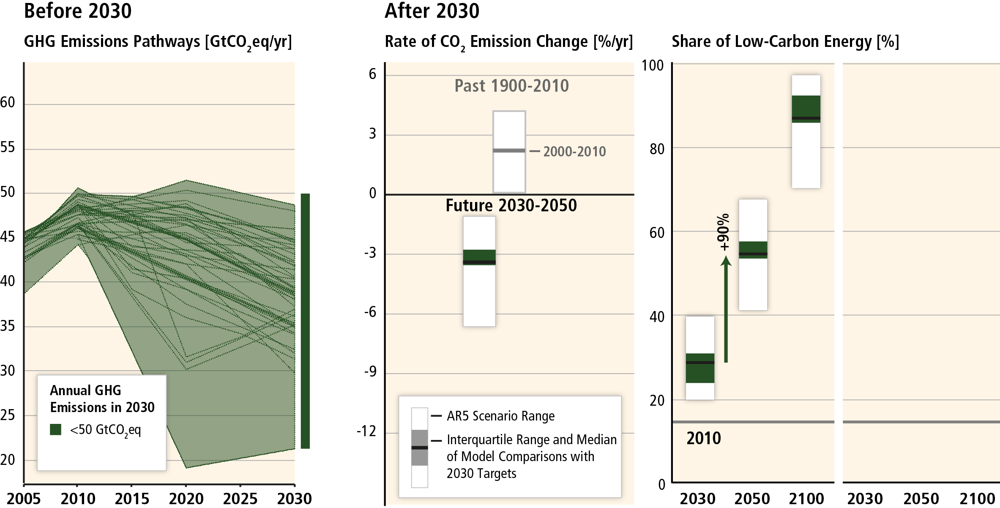 Before 2030
After 2030
GHG Emissions Pathways [GtCO2eq/yr]
Rate of CO2 Emission Change [%/yr]
Share of Low-Carbon Energy [%]
60
55
50
45
40
35
30
25
20
Annual GHG
Emissions in 2030
<50 GtCO2eq
2005 2010 2015 2020 2025 2030
6
3
0
-3
-6
-9
-12
Past 1900-2010
2000-2010
Future 2030-2050
AR5 Scenario Range
Interquartile Range and Median
of Model Comparisons with
2030 Targets
100
80
60
40
20
0
+90%
2010
2030 2050 2100 2030 2050 2100